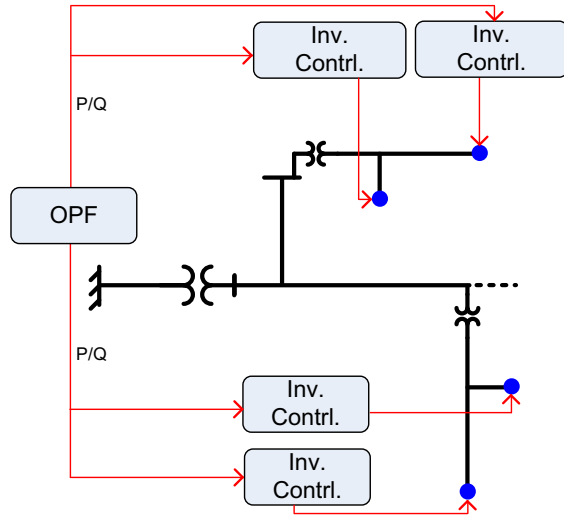 Inv.
Contrl.
Inv.
Contrl.
P/Q
OPF
P/Q
Inv.
Contrl.
Inv.
Contrl.